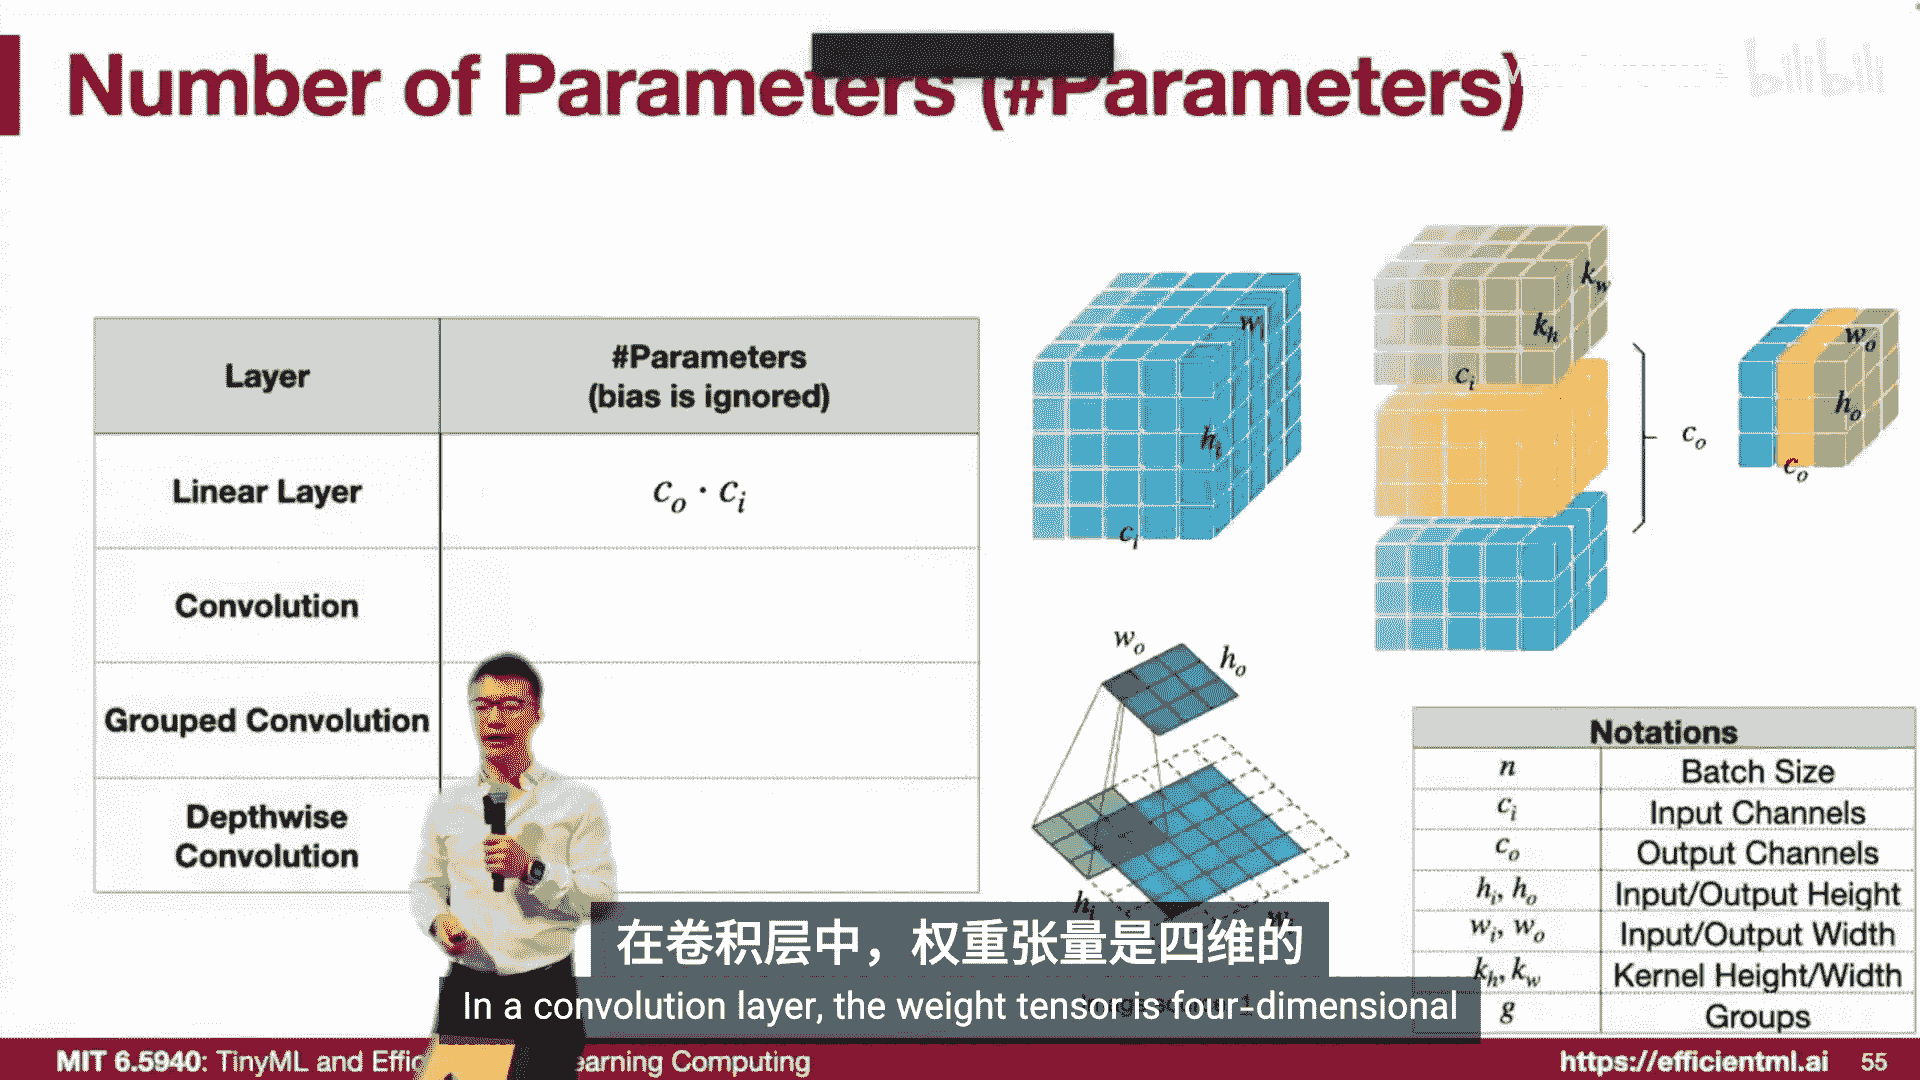 Number of Parameters (#Parameters)
bilibili
Layer
#Parameters
(bias is ignored)
Linear Layer
c_o · c_i
Convolution
Grouped Convolution
Depthwise
Convolution
w_i
h_i
c_i
k_w
k_h
c_i
c_o
w_o
h_o
c_o
w_o
h_o
h_i
Notations
n Batch Size
c_i Input Channels
c_o Output Channels
h_i, h_o Input/Output Height
w_i, w_o Input/Output Width
k_h, k_w Kernel Height/Width
g Groups
在卷积层中，权重张量是四维的
In a convolution layer, the weight tensor is four-dimensional
MIT 6.5940: TinyML and Effic
earning Computing
https://efficientml.ai 55